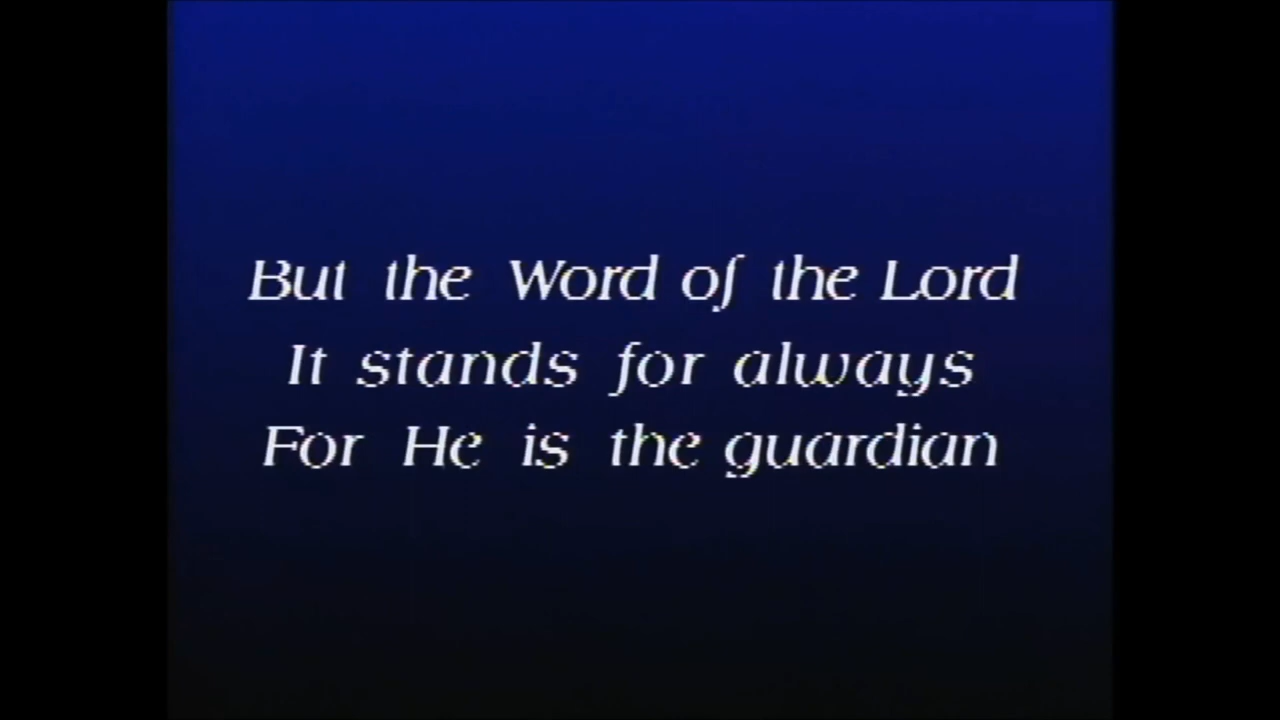 But the Word of the Lord
It stands for always
For He is the guardian